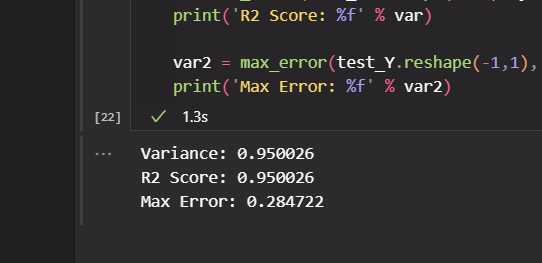 print('R2 Score: %f' % var)
var2 = max_error(test_Y.reshape(-1,1),
print('Max Error: %f' % var2)
[22] ✓ 1.3s
... Variance: 0.950026
R2 Score: 0.950026
Max Error: 0.284722